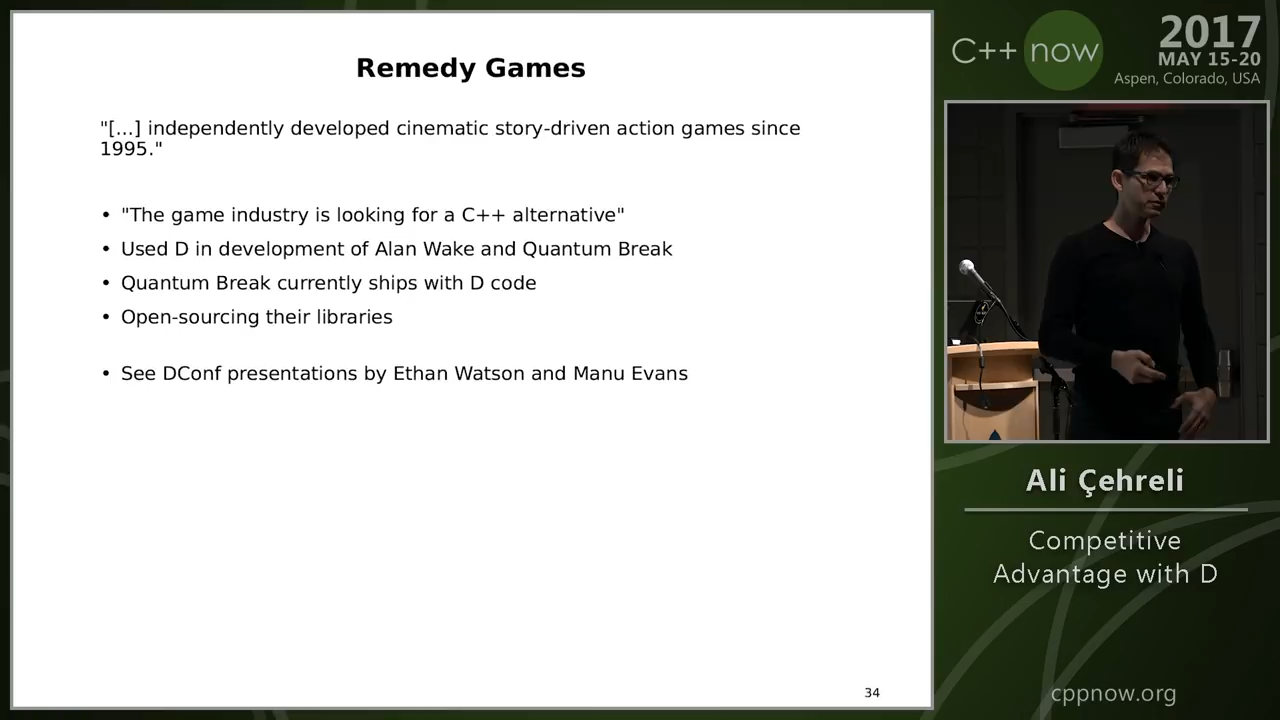 Remedy Games
"[...] independently developed cinematic story-driven action games since
1995."
• "The game industry is looking for a C++ alternative"
• Used D in development of Alan Wake and Quantum Break
• Quantum Break currently ships with D code
• Open-sourcing their libraries
• See DConf presentations by Ethan Watson and Manu Evans
34
C++ now
2017
MAY 15-20
Aspen, Colorado, USA
Ali Çehreli
Competitive
Advantage with D
cppnow.org